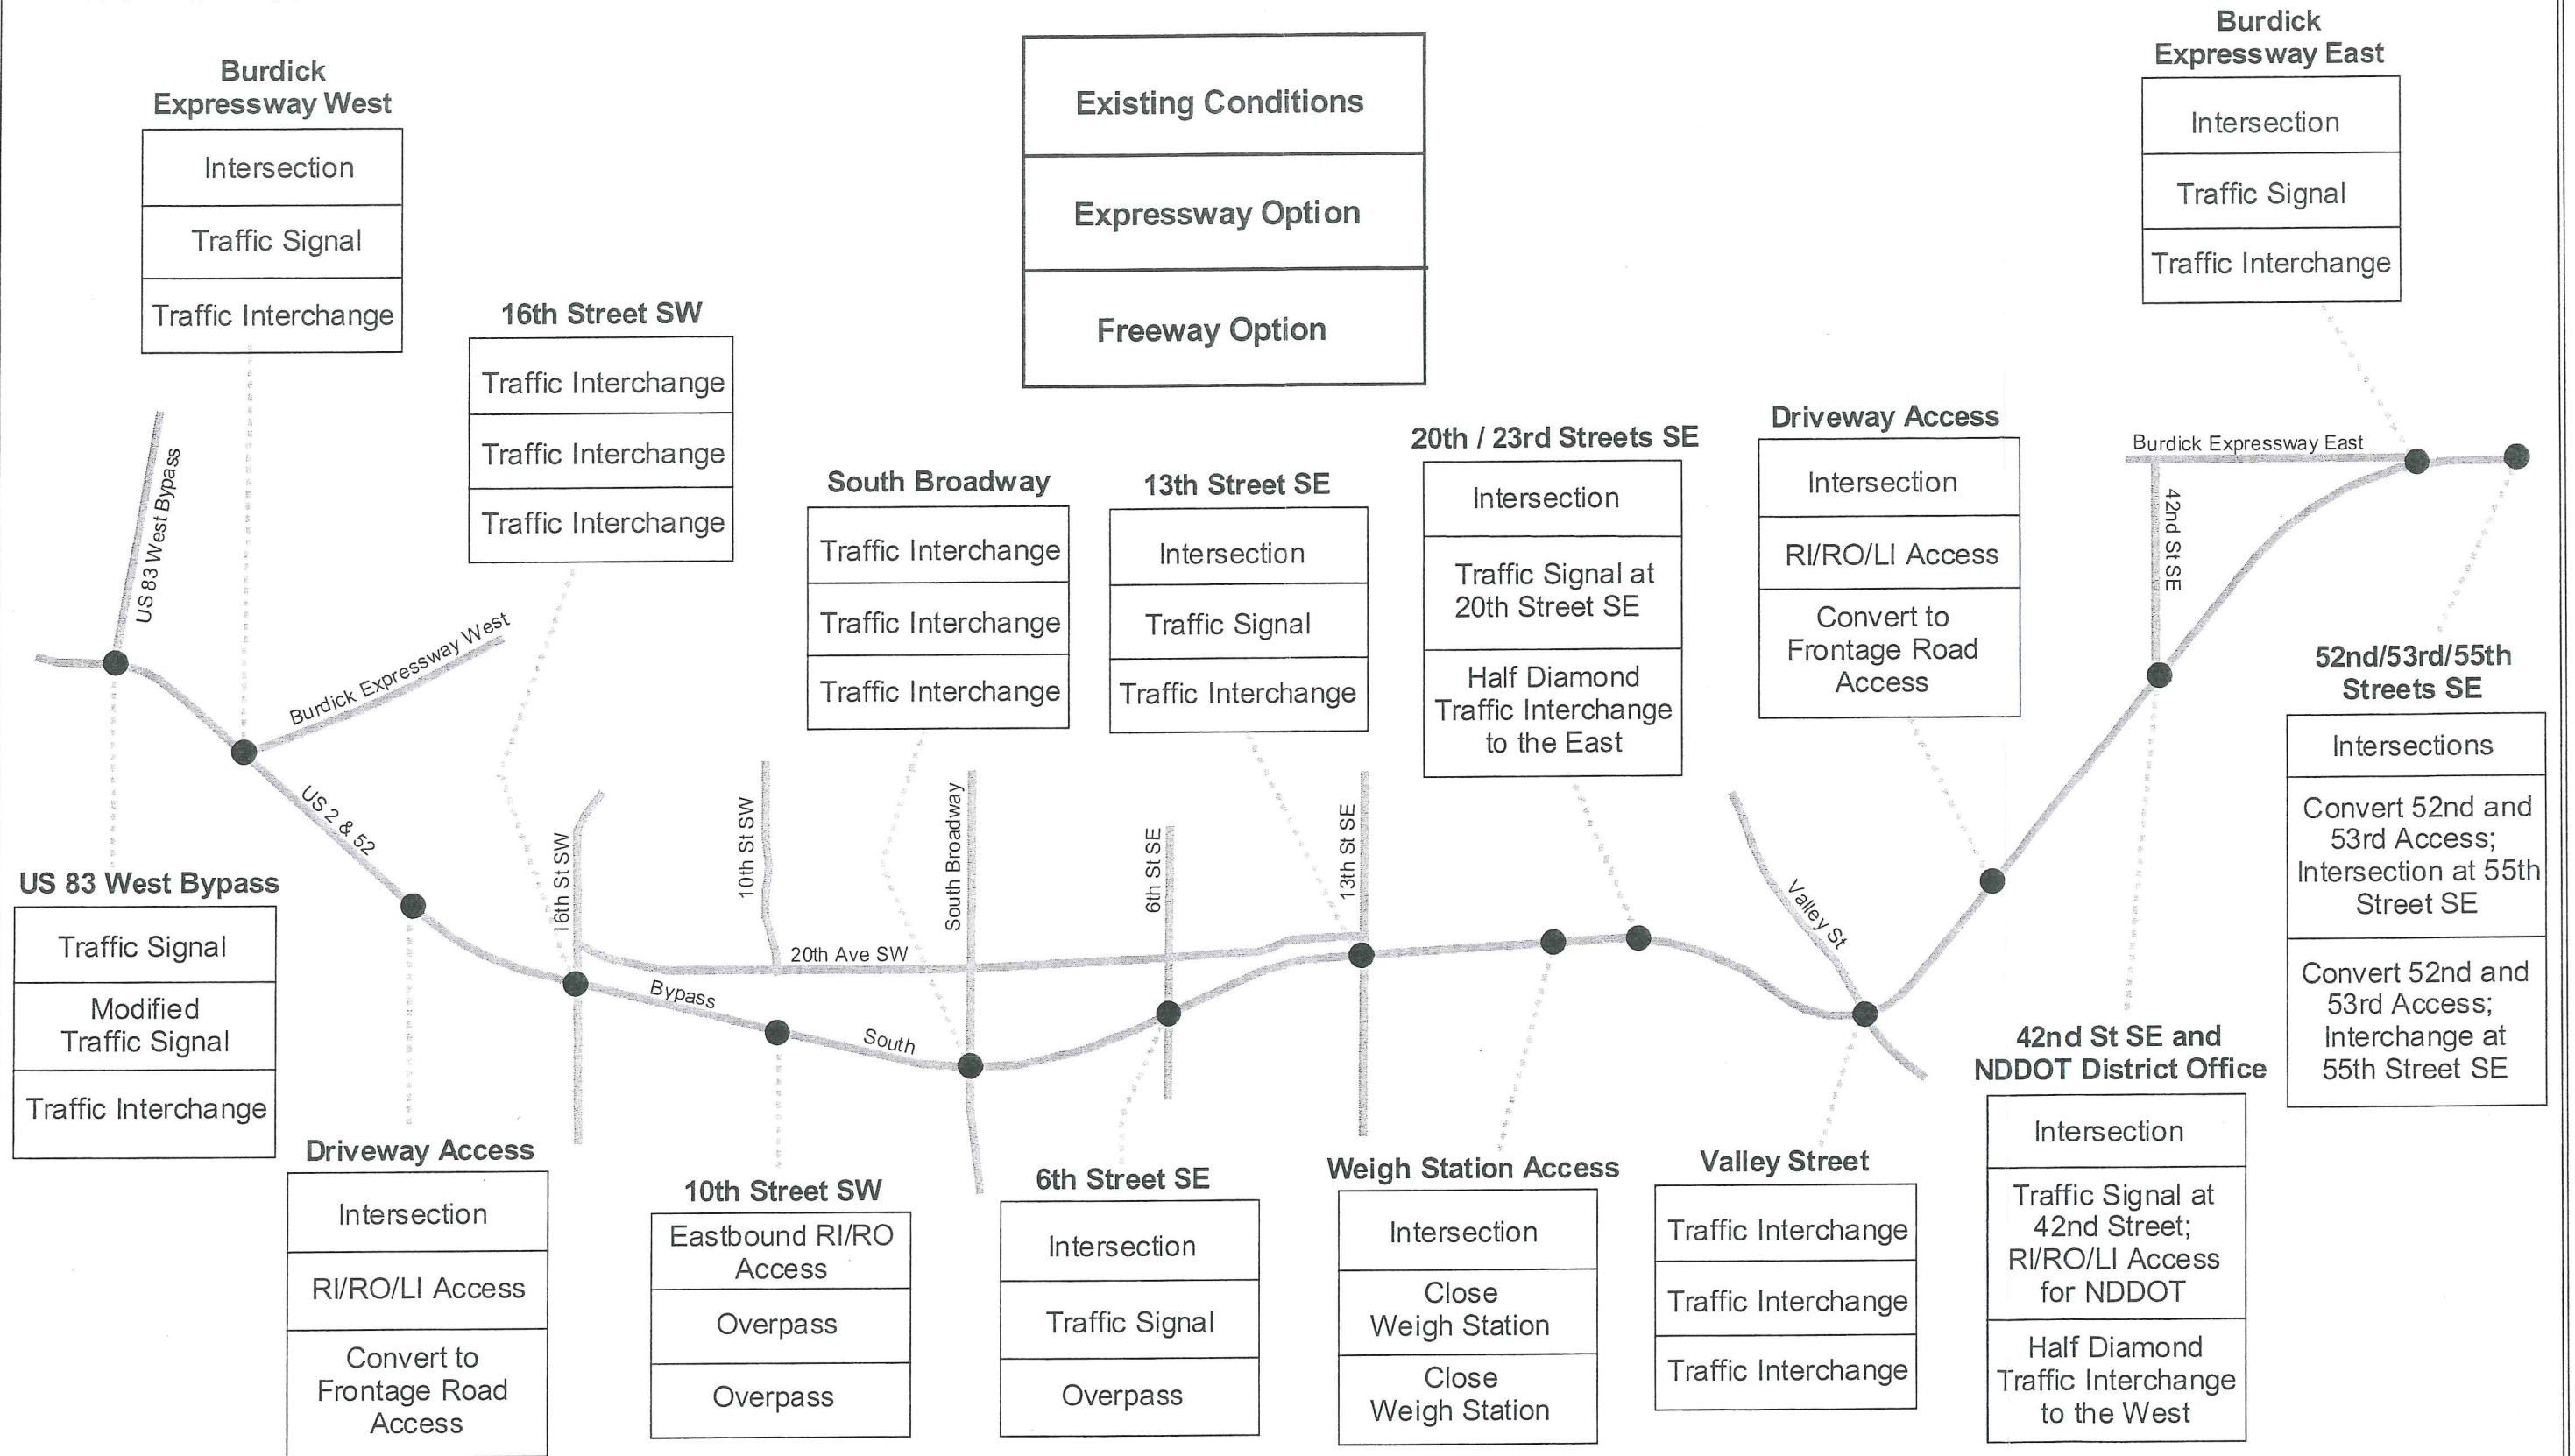 Burdick
Expressway West
Intersection
Traffic Signal
Traffic Interchange
16th Street SW
Traffic Interchange
Traffic Interchange
Traffic Interchange
Existing Conditions
Expressway Option
Freeway Option
South Broadway
Traffic Interchange
Traffic Interchange
Traffic Interchange
13th Street SE
Intersection
Traffic Signal
Traffic Interchange
20th / 23rd Streets SE
Intersection
Traffic Signal at
20th Street SE
Half Diamond
Traffic Interchange
to the East
Driveway Access
Intersection
RI/RO/LI Access
Convert to
Frontage Road
Access
Burdick
Expressway East
Intersection
Traffic Signal
Traffic Interchange
US 83 West Bypass
Burdick Expressway West
US 2 & 52
16th St SW
10th St SW
20th Ave SW
Bypass
South
South Broadway
6th St SE
13th St SE
Valley St
42nd St SE
Burdick Expressway East
US 83 West Bypass
Traffic Signal
Modified
Traffic Signal
Traffic Interchange
Driveway Access
Intersection
RI/RO/LI Access
Convert to
Frontage Road
Access
10th Street SW
Eastbound RI/RO
Access
Overpass
Overpass
6th Street SE
Intersection
Traffic Signal
Overpass
Weigh Station Access
Intersection
Close
Weigh Station
Close
Weigh Station
Valley Street
Traffic Interchange
Traffic Interchange
Traffic Interchange
42nd St SE and
NDDOT District Office
Intersection
Traffic Signal at
42nd Street;
RI/RO/LI Access
for NDDOT
Half Diamond
Traffic Interchange
to the West
52nd/53rd/55th
Streets SE
Intersections
Convert 52nd and
53rd Access;
Intersection at 55th
Street SE
Convert 52nd and
53rd Access;
Interchange at
55th Street SE